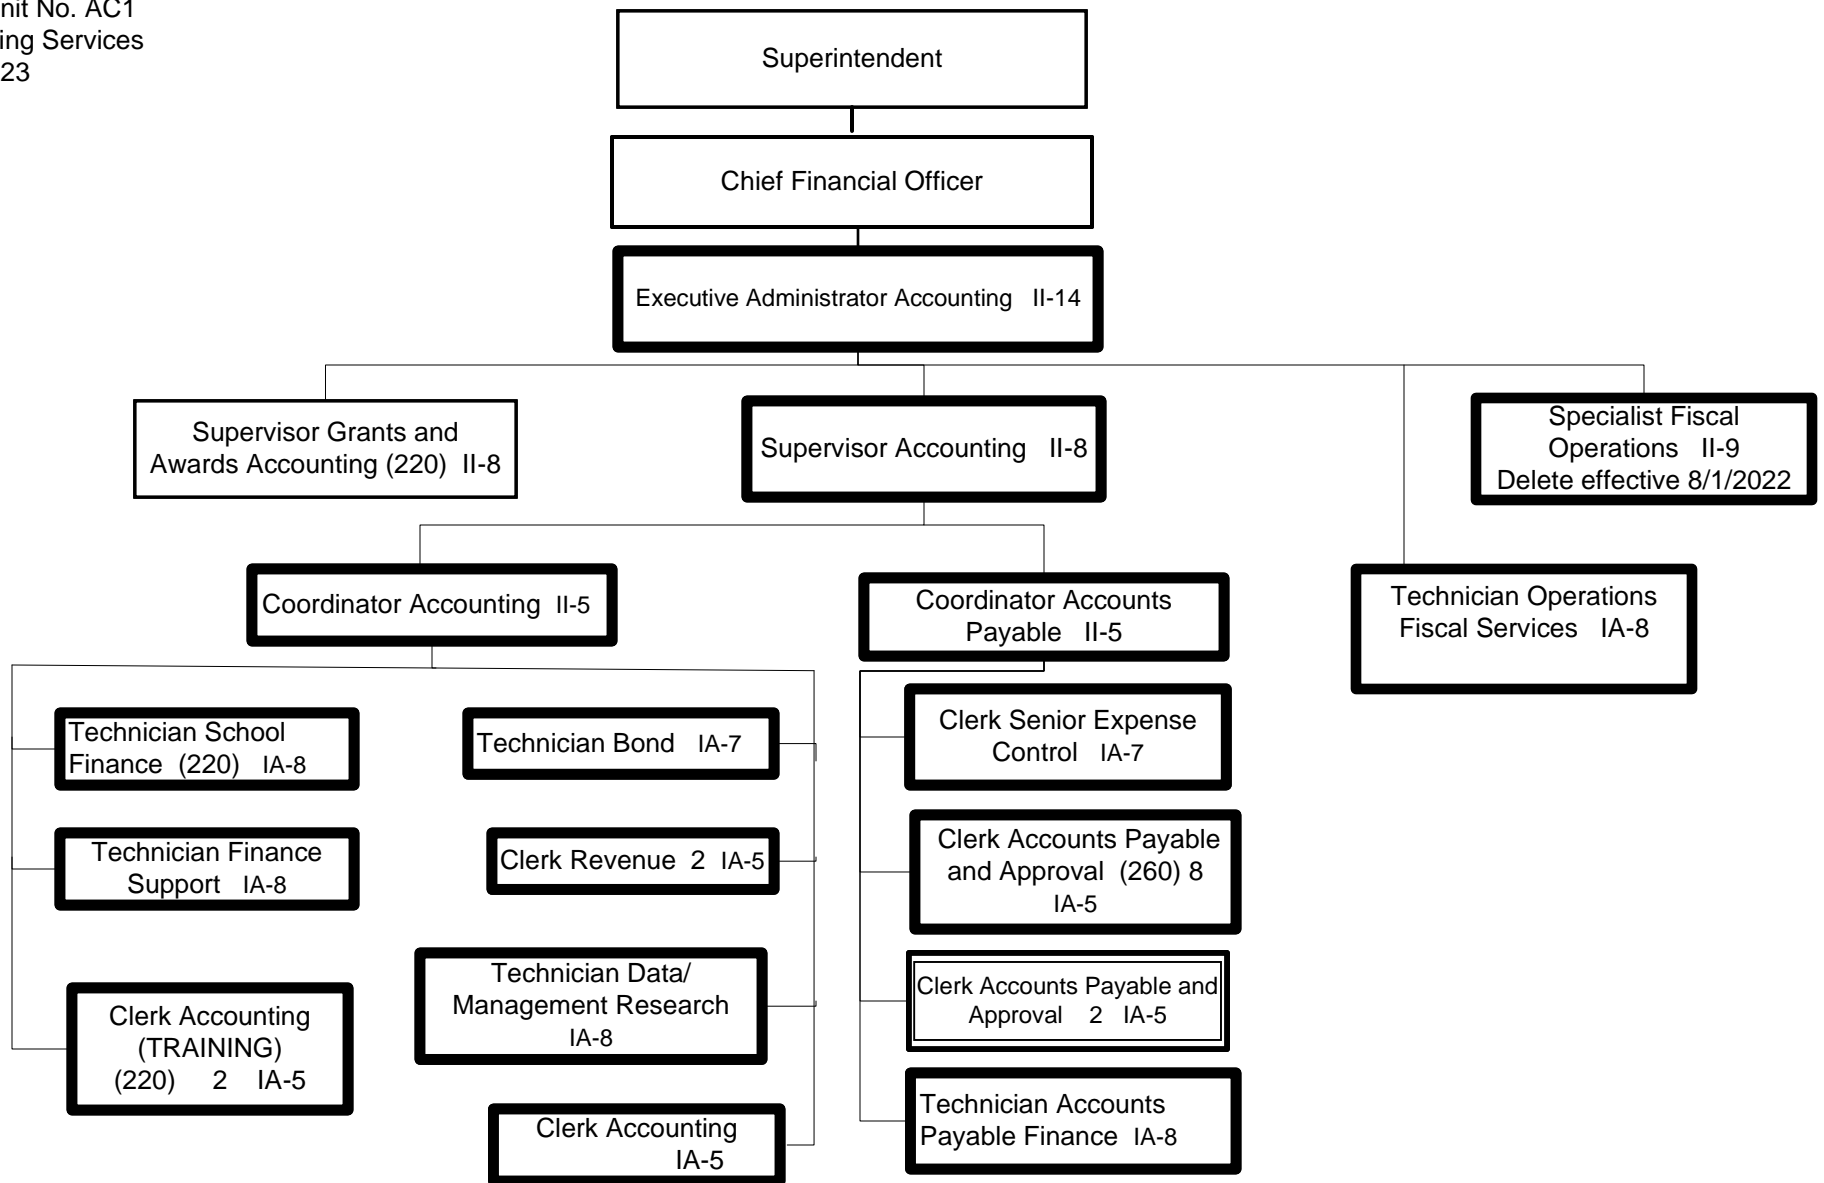 nit No. AC1
ing Services
23
Superintendent
Chief Financial Officer
Executive Administrator Accounting II-14
Supervisor Grants and
Awards Accounting (220) II-8
Supervisor Accounting II-8
Specialist Fiscal
Operations II-9
Delete effective 8/1/2022
Coordinator Accounting II-5
Coordinator Accounts
Payable II-5
Technician Operations
Fiscal Services IA-8
Technician School
Finance (220) IA-8
Technician Bond IA-7
Clerk Senior Expense
Control IA-7
Technician Finance
Support IA-8
Clerk Revenue 2 IA-5
Clerk Accounts Payable
and Approval (260) 8
IA-5
Technician Data/
Management Research
IA-8
Clerk Accounts Payable and
Approval 2 IA-5
Clerk Accounting
(TRAINING)
(220) 2 IA-5
Clerk Accounting
IA-5
Technician Accounts
Payable Finance IA-8